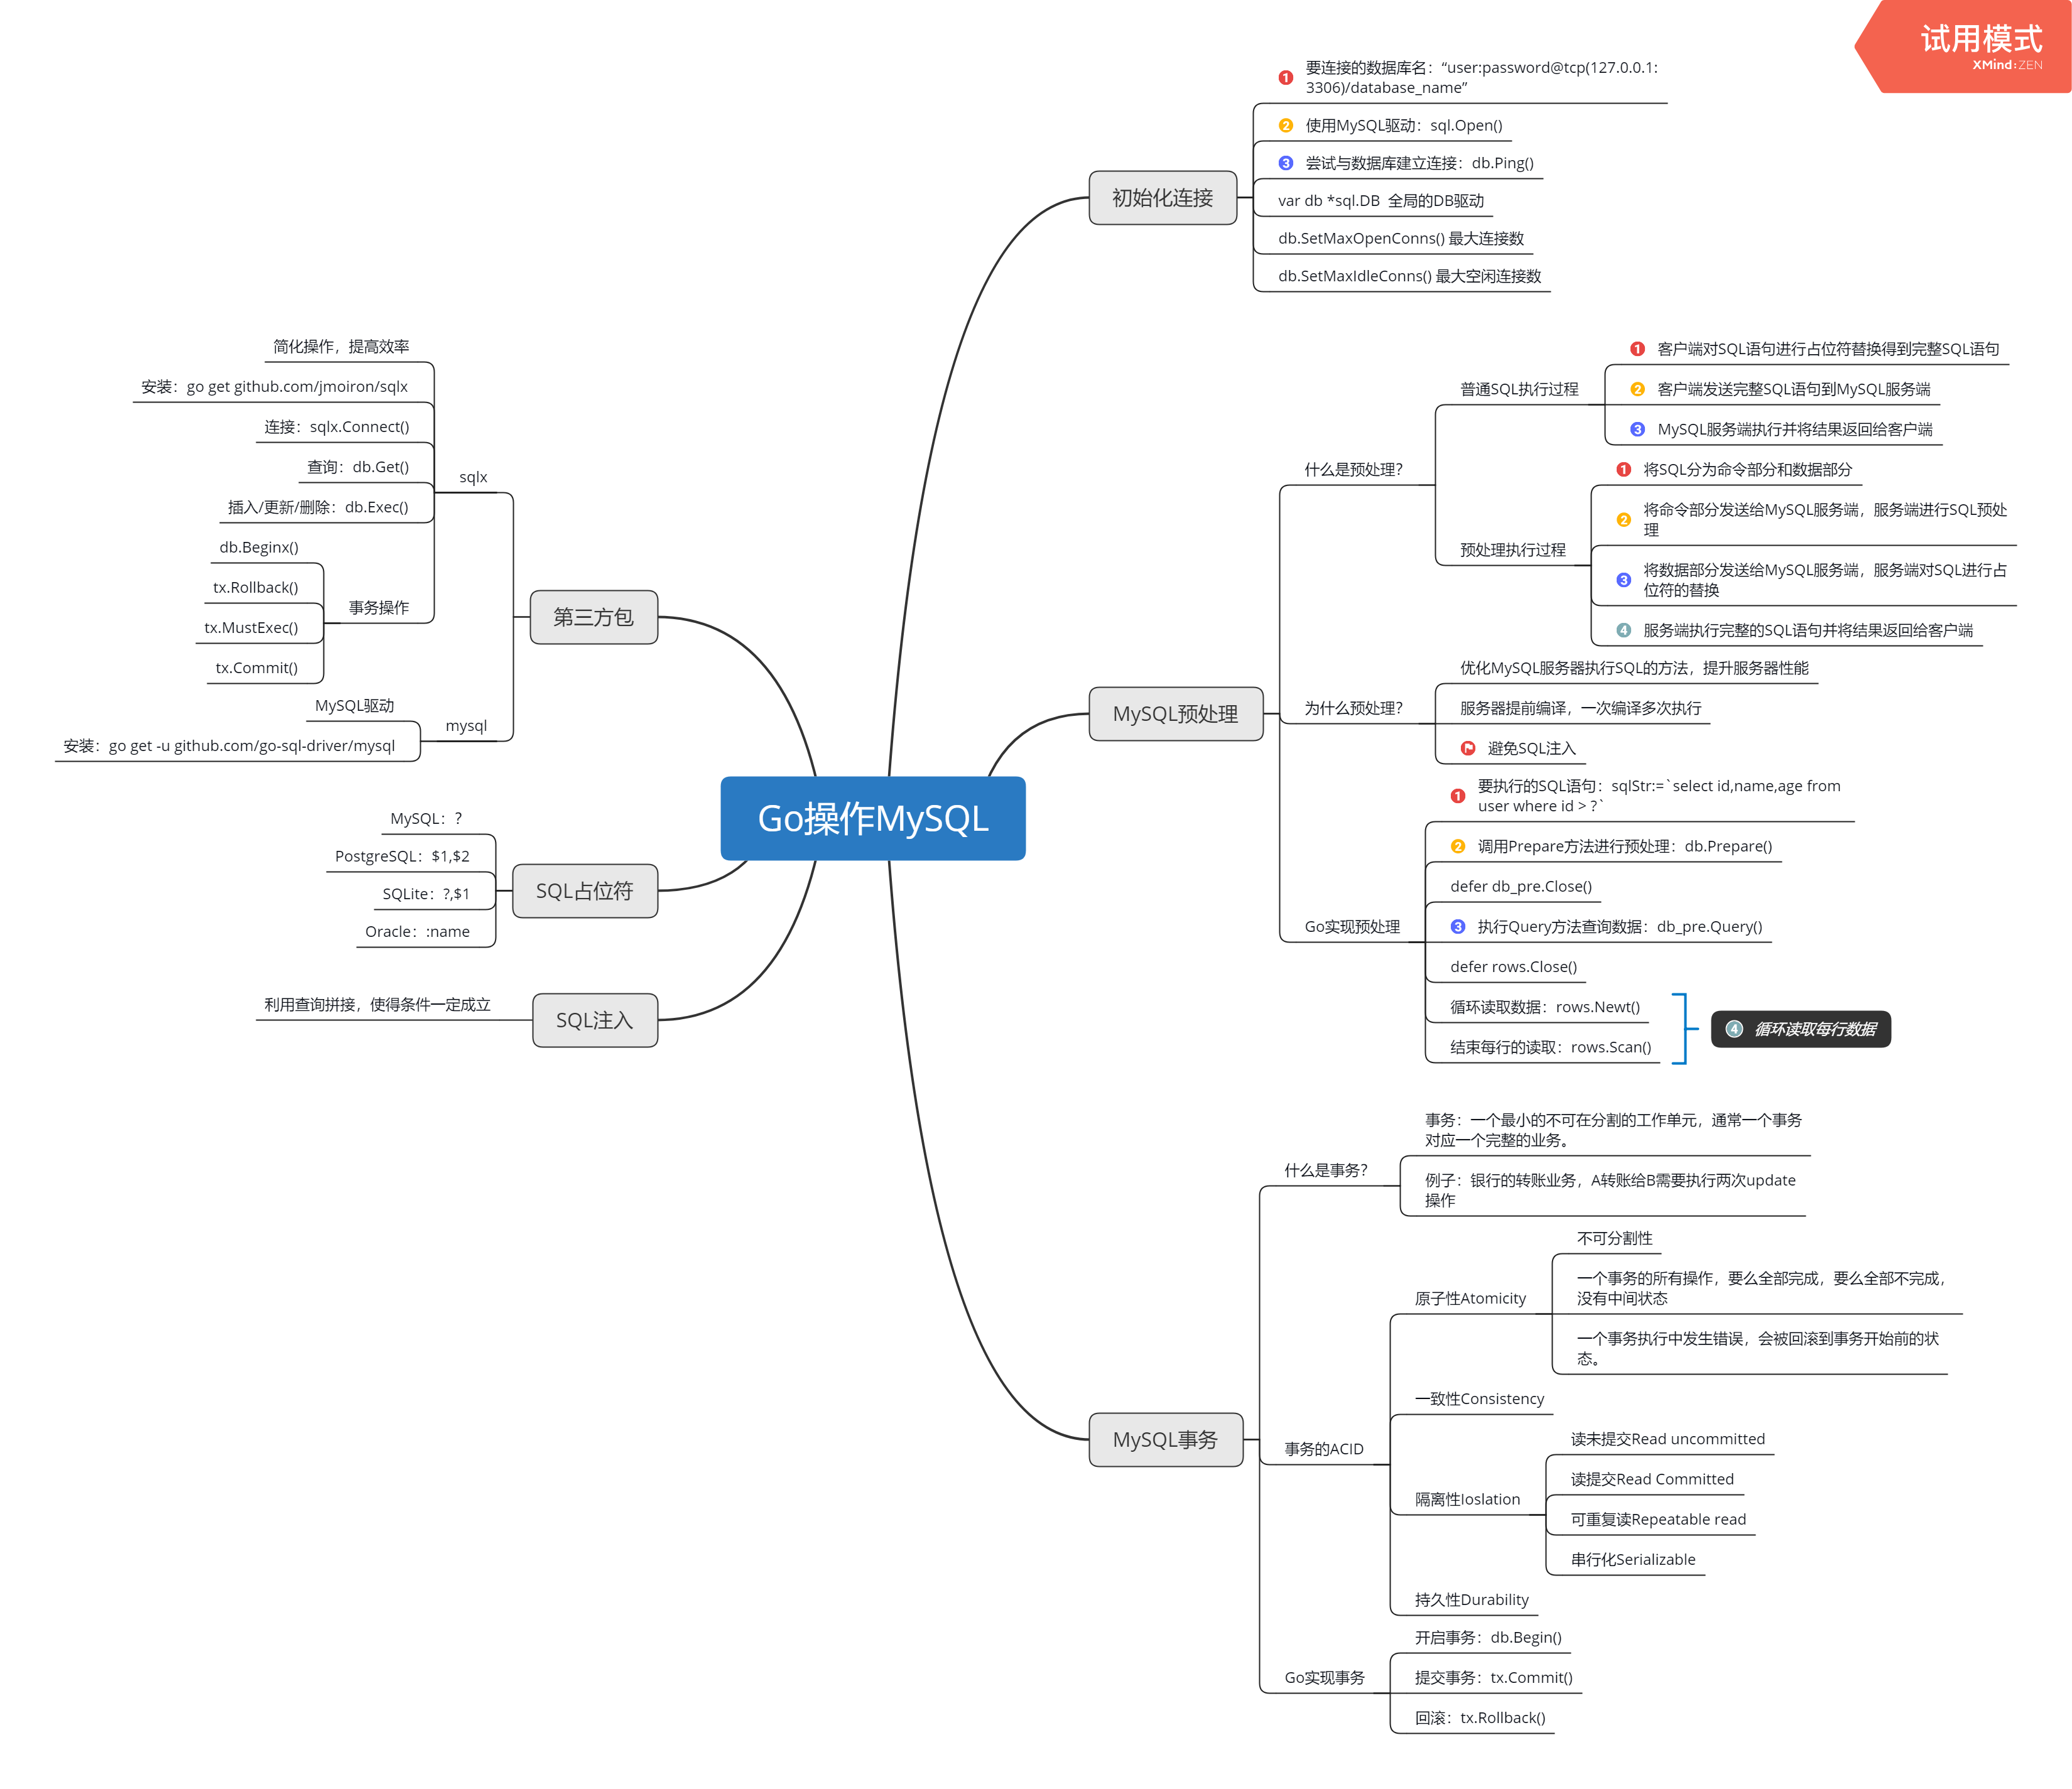 试用模式
XMind:ZEN
Go操作MySQL
初始化连接
1 要连接的数据库名：“user:password@tcp(127.0.0.1:
3306)/database_name”
2 使用MySQL驱动：sql.Open()
3 尝试与数据库建立连接：db.Ping()
var db *sql.DB 全局的DB驱动
db.SetMaxOpenConns() 最大连接数
db.SetMaxIdleConns() 最大空闲连接数
MySQL预处理
什么是预处理？
普通SQL执行过程
1 客户端对SQL语句进行占位符替换得到完整SQL语句
2 客户端发送完整SQL语句到MySQL服务端
3 MySQL服务端执行并将结果返回给客户端
预处理执行过程
1 将SQL分为命令部分和数据部分
2 将命令部分发送给MySQL服务端，服务端进行SQL预处
理
3 将数据部分发送给MySQL服务端，服务端对SQL进行占
位符的替换
4 服务端执行完整的SQL语句并将结果返回给客户端
为什么预处理？
优化MySQL服务器执行SQL的方法，提升服务器性能
服务器提前编译，一次编译多次执行
避免SQL注入
Go实现预处理
1 要执行的SQL语句：sqlStr:=`select id,name,age from
user where id > ?`
2 调用Prepare方法进行预处理：db.Prepare()
defer db_pre.Close()
3 执行Query方法查询数据：db_pre.Query()
defer rows.Close()
循环读取数据：rows.Newt()
结束每行的读取：rows.Scan()
4 循环读取每行数据
MySQL事务
什么是事务？
事务：一个最小的不可在分割的工作单元，通常一个事务
对应一个完整的业务。
例子：银行的转账业务，A转账给B需要执行两次update
操作
事务的ACID
原子性Atomicity
不可分割性
一个事务的所有操作，要么全部完成，要么全部不完成，
没有中间状态
一个事务执行中发生错误，会被回滚到事务开始前的状
态。
一致性Consistency
隔离性Ioslation
读未提交Read uncommitted
读提交Read Committed
可重复读Repeatable read
串行化Serializable
持久性Durability
Go实现事务
开启事务：db.Begin()
提交事务：tx.Commit()
回滚：tx.Rollback()
第三方包
sqlx
简化操作，提高效率
安装：go get github.com/jmoiron/sqlx
连接：sqlx.Connect()
查询：db.Get()
插入/更新/删除：db.Exec()
事务操作
db.Beginx()
tx.Rollback()
tx.MustExec()
tx.Commit()
mysql
MySQL驱动
安装：go get -u github.com/go-sql-driver/mysql
SQL占位符
MySQL：？
PostgreSQL：$1,$2
SQLite：?,$1
Oracle：:name
SQL注入
利用查询拼接，使得条件一定成立